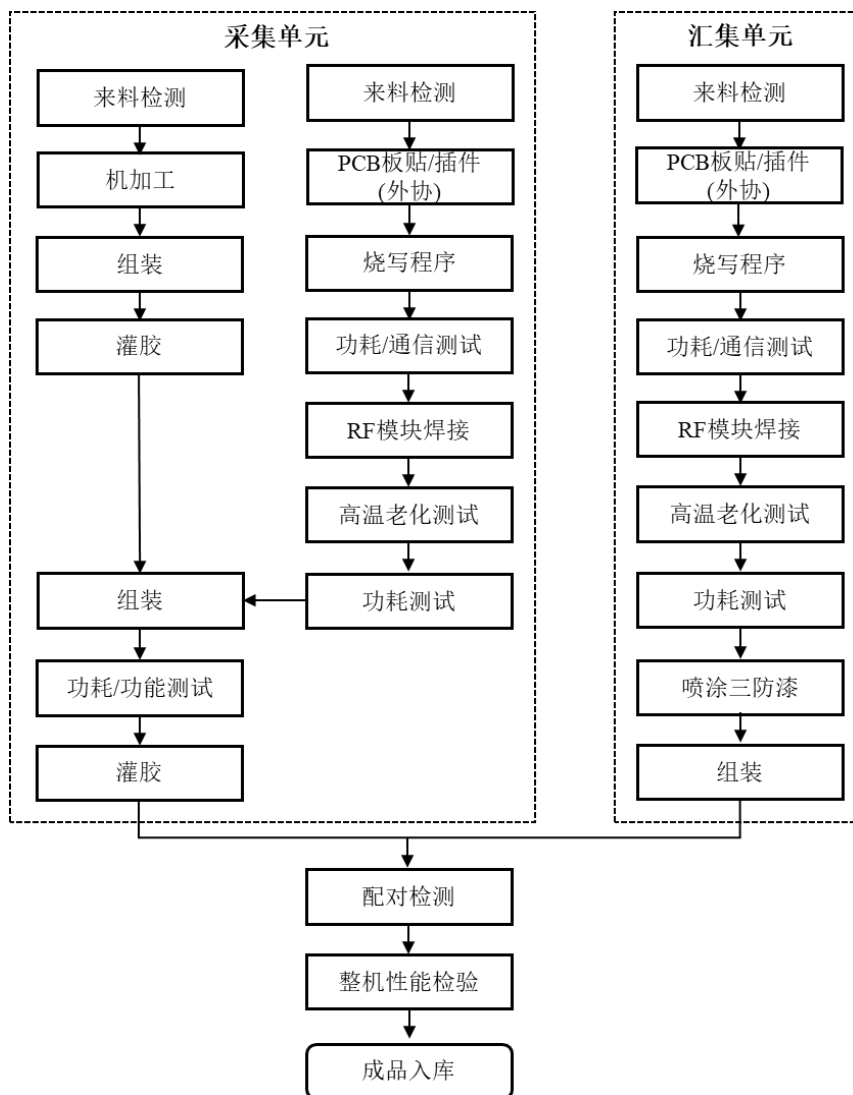 采集单元
来料检测
机加工
组装
灌胶
来料检测
PCB板贴/插件
(外协)
烧写程序
功耗/通信测试
RF模块焊接
高温老化测试
功耗测试
组装
功耗/功能测试
灌胶
汇集单元
来料检测
PCB板贴/插件
(外协)
烧写程序
功耗/通信测试
RF模块焊接
高温老化测试
功耗测试
喷涂三防漆
组装
配对检测
整机性能检验
成品入库